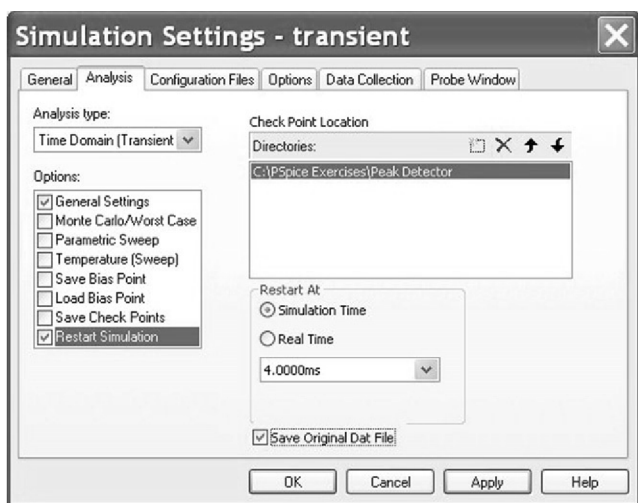 Simulation Settings - transient
General Analysis Configuration Files Options Data Collection Probe Window
Analysis type:
Time Domain (Transient
Options:
General Settings
Monte Carlo/Worst Case
Parametric Sweep
Temperature (Sweep)
Save Bias Point
Load Bias Point
Save Check Points
Restart Simulation
Check Point Location
Directories:
C:\PSpice Exercises\Peak Detector
Restart At
Simulation Time
Real Time
4.0000ms
Save Original Dat File
OK Cancel Apply Help